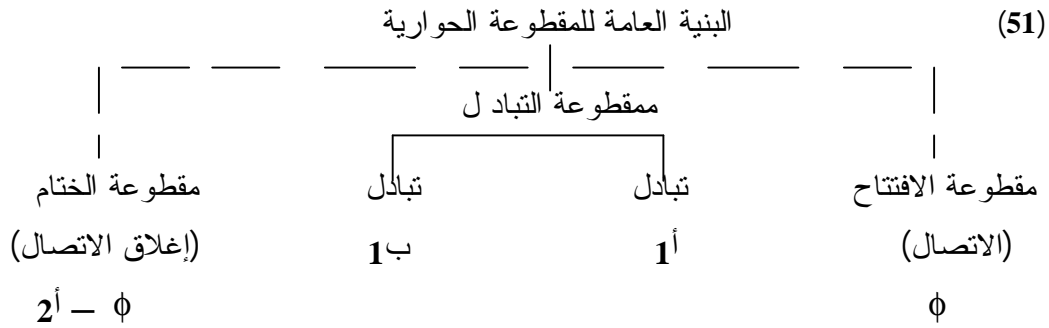 (51) البنية العامة للمقطوعة الحوارية
ممقطوعة التباد ل
مقطوعة الافتتاح تبادل تبادل مقطوعة الختام
(الاتصال) أ1 ب1 (إغلاق الاتصال)
ϕ ϕ – أ2